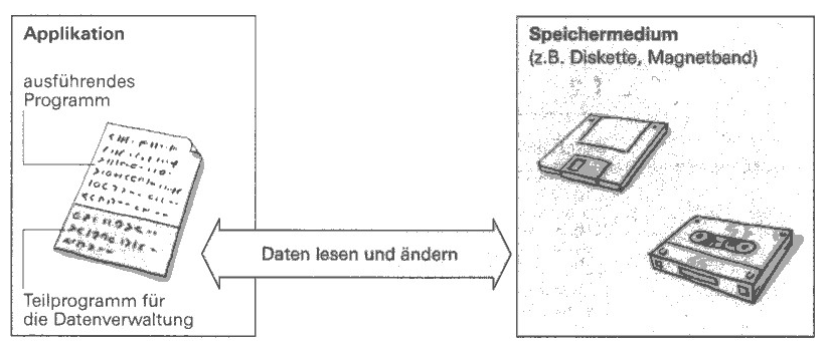 Applikation
ausführendes
Programm
Teilprogramm für
die Datenverwaltung
Daten lesen und ändern
Speichermedium
(z.B. Diskette, Magnetband)